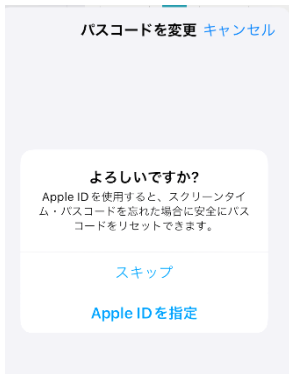 パスコードを変更 キャンセル
よろしいですか?
Apple IDを使用すると、スクリーンタイ
ム・パスコードを忘れた場合に安全にパス
コードをリセットできます。
スキップ
Apple IDを指定